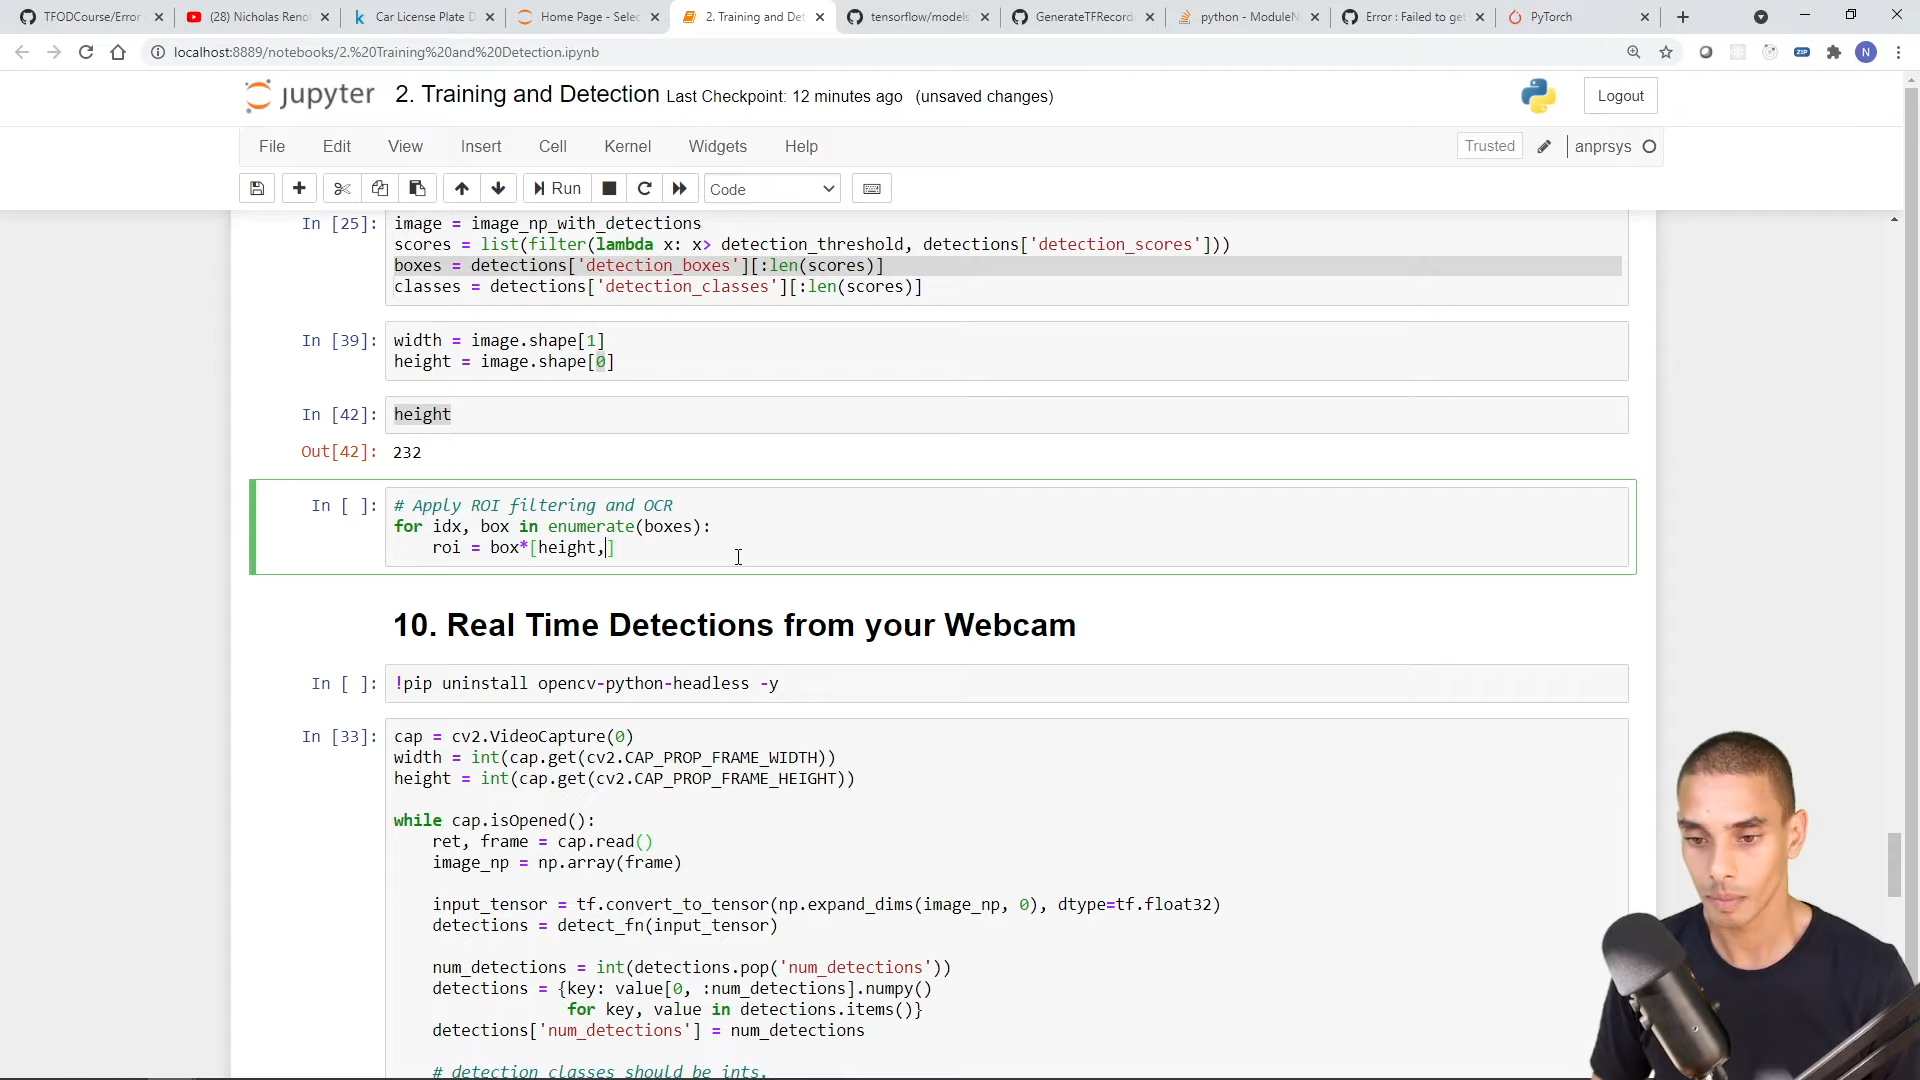 TFODCourse/Error
(28) Nicholas Reno
Car License Plate D
Home Page - Selec
2. Training and Det
tensorflow/models
GenerateTFRecord
python - ModuleN
Error : Failed to get
PyTorch
localhost:8889/notebooks/2.%20Training%20and%20Detection.ipynb
ZIP
N
jupyter 2. Training and Detection Last Checkpoint: 12 minutes ago (unsaved changes)
Logout
File Edit View Insert Cell Kernel Widgets Help
Trusted
anprsys
Run
Code
In [25]: image = image_np_with_detections
scores = list(filter(lambda x: x> detection_threshold, detections['detection_scores']))
boxes = detections['detection_boxes'][:len(scores)]
classes = detections['detection_classes'][:len(scores)]
In [39]: width = image.shape[1]
height = image.shape[0]
In [42]: height
Out[42]: 232
In [ ]: # Apply ROI filtering and OCR
for idx, box in enumerate(boxes):
roi = box*[height,]
10. Real Time Detections from your Webcam
In [ ]: !pip uninstall opencv-python-headless -y
In [33]: cap = cv2.VideoCapture(0)
width = int(cap.get(cv2.CAP_PROP_FRAME_WIDTH))
height = int(cap.get(cv2.CAP_PROP_FRAME_HEIGHT))
while cap.isOpened():
ret, frame = cap.read()
image_np = np.array(frame)
input_tensor = tf.convert_to_tensor(np.expand_dims(image_np, 0), dtype=tf.float32)
detections = detect_fn(input_tensor)
num_detections = int(detections.pop('num_detections'))
detections = {key: value[0, :num_detections].numpy()
for key, value in detections.items()}
detections['num_detections'] = num_detections
# detection classes should be ints.